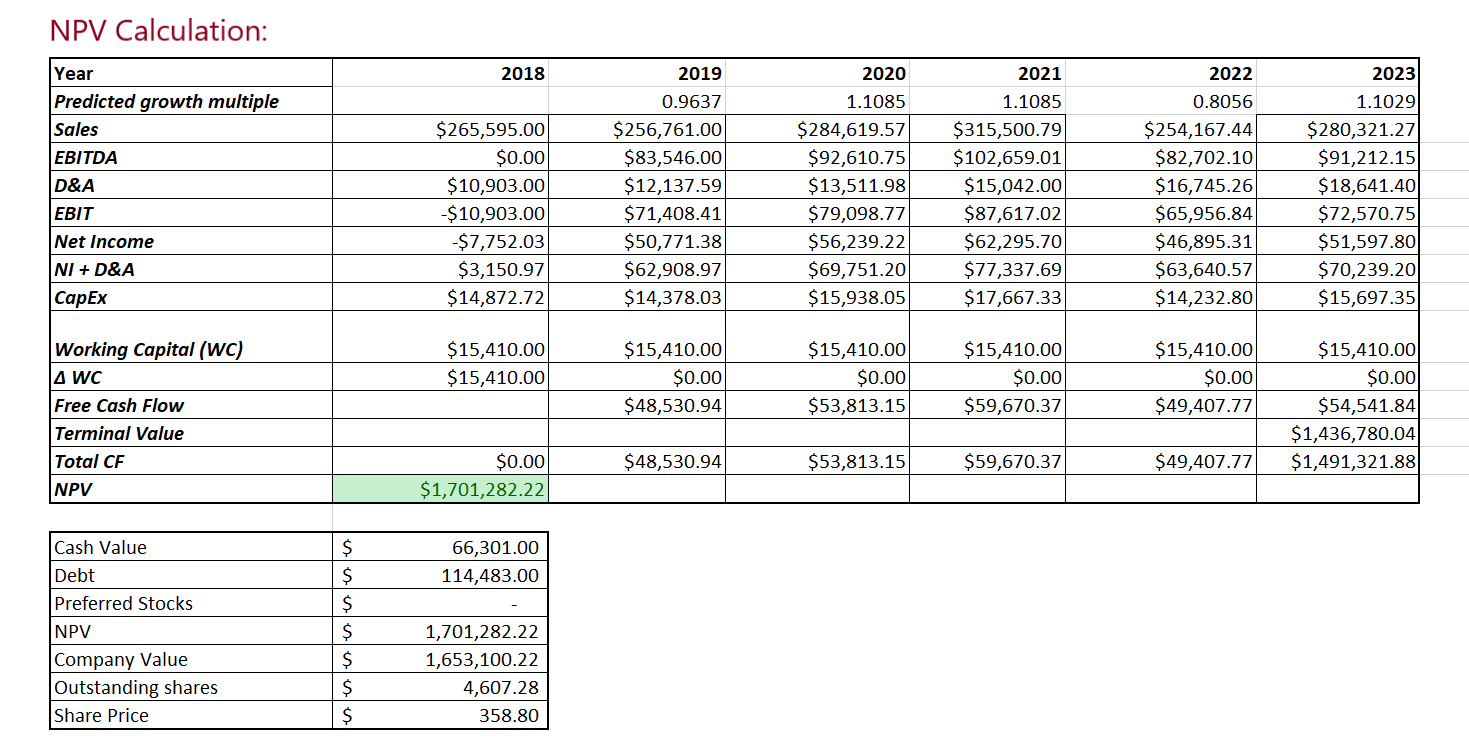 NPV Calculation:
Year 2018 2019 2020 2021 2022 2023
Predicted growth multiple 0.9637 1.1085 1.1085 0.8056 1.1029
Sales $265,595.00 $256,761.00 $284,619.57 $315,500.79 $254,167.44 $280,321.27
EBITDA $0.00 $83,546.00 $92,610.75 $102,659.01 $82,702.10 $91,212.15
D&A $10,903.00 $12,137.59 $13,511.98 $15,042.00 $16,745.26 $18,641.40
EBIT -$10,903.00 $71,408.41 $79,098.77 $87,617.02 $65,956.84 $72,570.75
Net Income -$7,752.03 $50,771.38 $56,239.22 $62,295.70 $46,895.31 $51,597.80
NI + D&A $3,150.97 $62,908.97 $69,751.20 $77,337.69 $63,640.57 $70,239.20
CapEx $14,872.72 $14,378.03 $15,938.05 $17,667.33 $14,232.80 $15,697.35
Working Capital (WC) $15,410.00 $15,410.00 $15,410.00 $15,410.00 $15,410.00 $15,410.00
Δ WC $15,410.00 $0.00 $0.00 $0.00 $0.00 $0.00
Free Cash Flow $48,530.94 $53,813.15 $59,670.37 $49,407.77 $54,541.84
Terminal Value $1,436,780.04
Total CF $0.00 $48,530.94 $53,813.15 $59,670.37 $49,407.77 $1,491,321.88
NPV $1,701,282.22
Cash Value $ 66,301.00
Debt $ 114,483.00
Preferred Stocks $ -
NPV $ 1,701,282.22
Company Value $ 1,653,100.22
Outstanding shares $ 4,607.28
Share Price $ 358.80